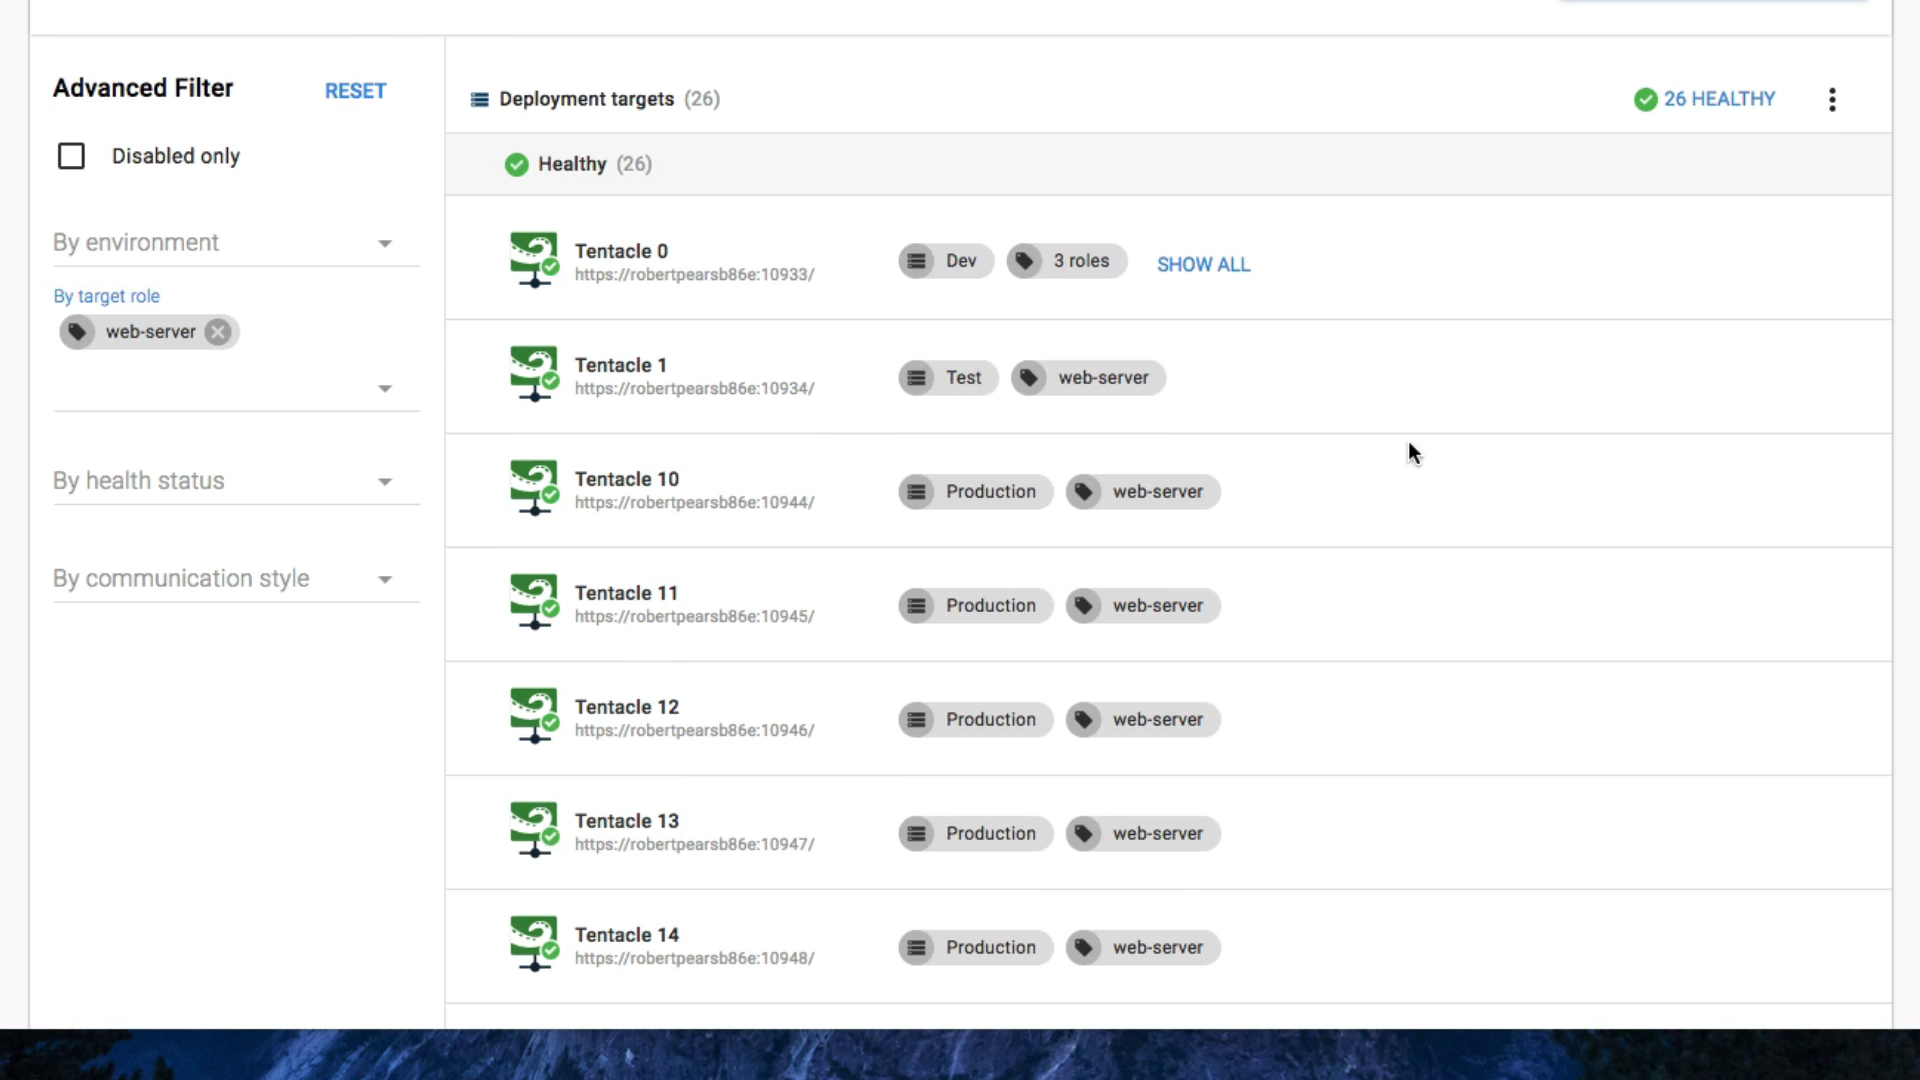 Advanced Filter
RESET
Disabled only
By environment
By target role
web-server
By health status
By communication style
Deployment targets (26)
26 HEALTHY
Healthy (26)
Tentacle 0
https://robertpearsb86e:10933/
Dev
3 roles
SHOW ALL
Tentacle 1
https://robertpearsb86e:10934/
Test
web-server
Tentacle 10
https://robertpearsb86e:10944/
Production
web-server
Tentacle 11
https://robertpearsb86e:10945/
Production
web-server
Tentacle 12
https://robertpearsb86e:10946/
Production
web-server
Tentacle 13
https://robertpearsb86e:10947/
Production
web-server
Tentacle 14
https://robertpearsb86e:10948/
Production
web-server